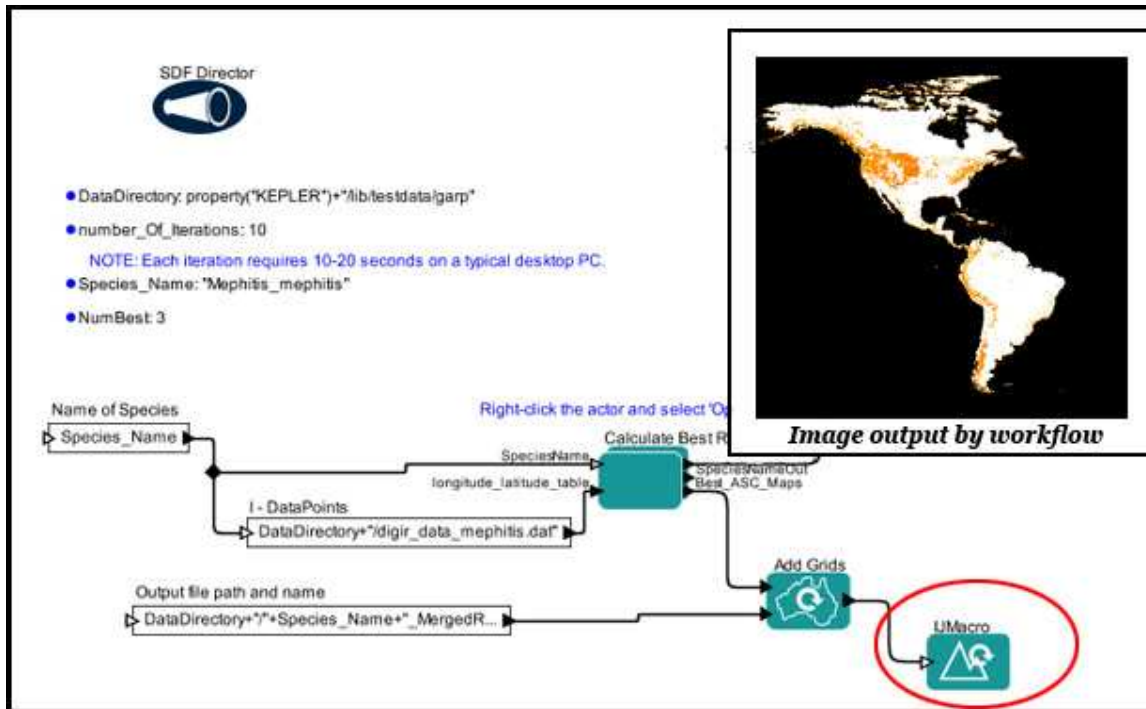 SDF Director
DataDirectory: property("KEPLER")+"/lib/testdata/garp"
number_Of_Iterations: 10
NOTE: Each iteration requires 10-20 seconds on a typical desktop PC.
Species_Name: "Mephitis_mephitis"
NumBest: 3
Image output by workflow
Name of Species
Species_Name
Right-click the actor and select 'Op
Calculate Best R
SpeciesName
SpeciesNameOut
longitude_latitude_table
Best_ASC_Maps
I - DataPoints
DataDirectory+"/digir_data_mephitis.dat"
Output file path and name
DataDirectory+"/"+Species_Name+"_MergedR...
Add Grids
IJMacro